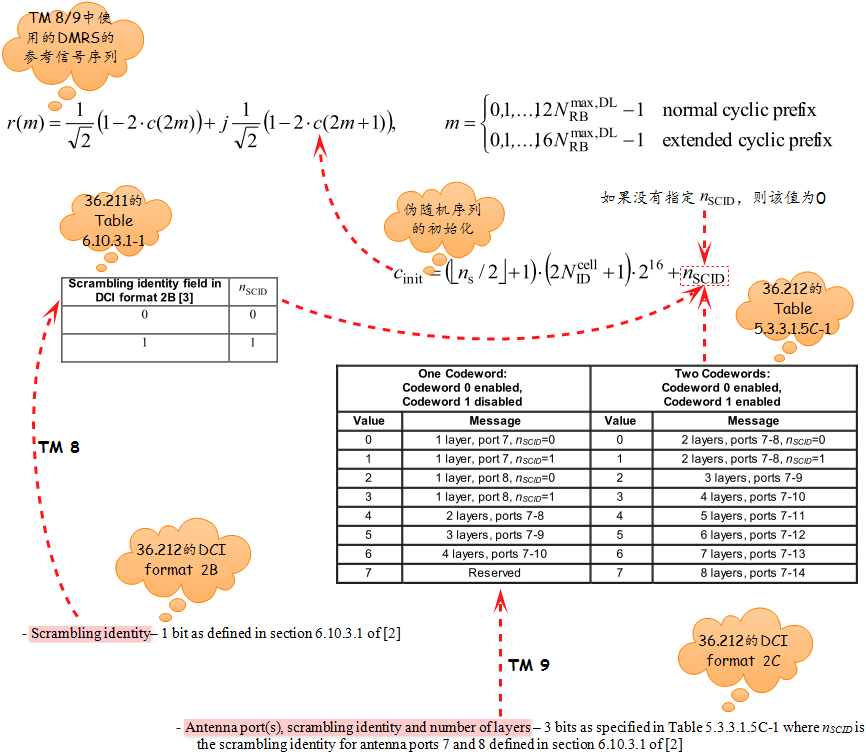 TM 8/9中使
用的DMRS的
参考信号序列
r(m) = 1/√2 (1−2·c(2m)) + j 1/√2 (1−2·c(2m+1)),
m = { 0,1,...,12N_RB^max,DL −1 normal cyclic prefix
0,1,...,16N_RB^max,DL −1 extended cyclic prefix
36.211的
Table
6.10.3.1-1
伪随机序列
的初始化
如果没有指定 n_SCID，则该值为0
c_init = (⌊n_s/2⌋+1)·(2N_ID^cell+1)·2^16 + n_SCID
Scrambling identity field in
DCI format 2B [3] n_SCID
0 0
1 1
36.212的
Table
5.3.3.1.5C-1
One Codeword:
Codeword 0 enabled,
Codeword 1 disabled
Two Codewords:
Codeword 0 enabled,
Codeword 1 enabled
Value Message Value Message
0 1 layer, port 7, n_SCID=0 0 2 layers, ports 7-8, n_SCID=0
1 1 layer, port 7, n_SCID=1 1 2 layers, ports 7-8, n_SCID=1
2 1 layer, port 8, n_SCID=0 2 3 layers, ports 7-9
3 1 layer, port 8, n_SCID=1 3 4 layers, ports 7-10
4 2 layers, ports 7-8 4 5 layers, ports 7-11
5 3 layers, ports 7-9 5 6 layers, ports 7-12
6 4 layers, ports 7-10 6 7 layers, ports 7-13
7 Reserved 7 8 layers, ports 7-14
TM 8
36.212的DCI
format 2B
- Scrambling identity– 1 bit as defined in section 6.10.3.1 of [2]
TM 9
36.212的DCI
format 2C
- Antenna port(s), scrambling identity and number of layers – 3 bits as specified in Table 5.3.3.1.5C-1 where n_SCID is
the scrambling identity for antenna ports 7 and 8 defined in section 6.10.3.1 of [2]